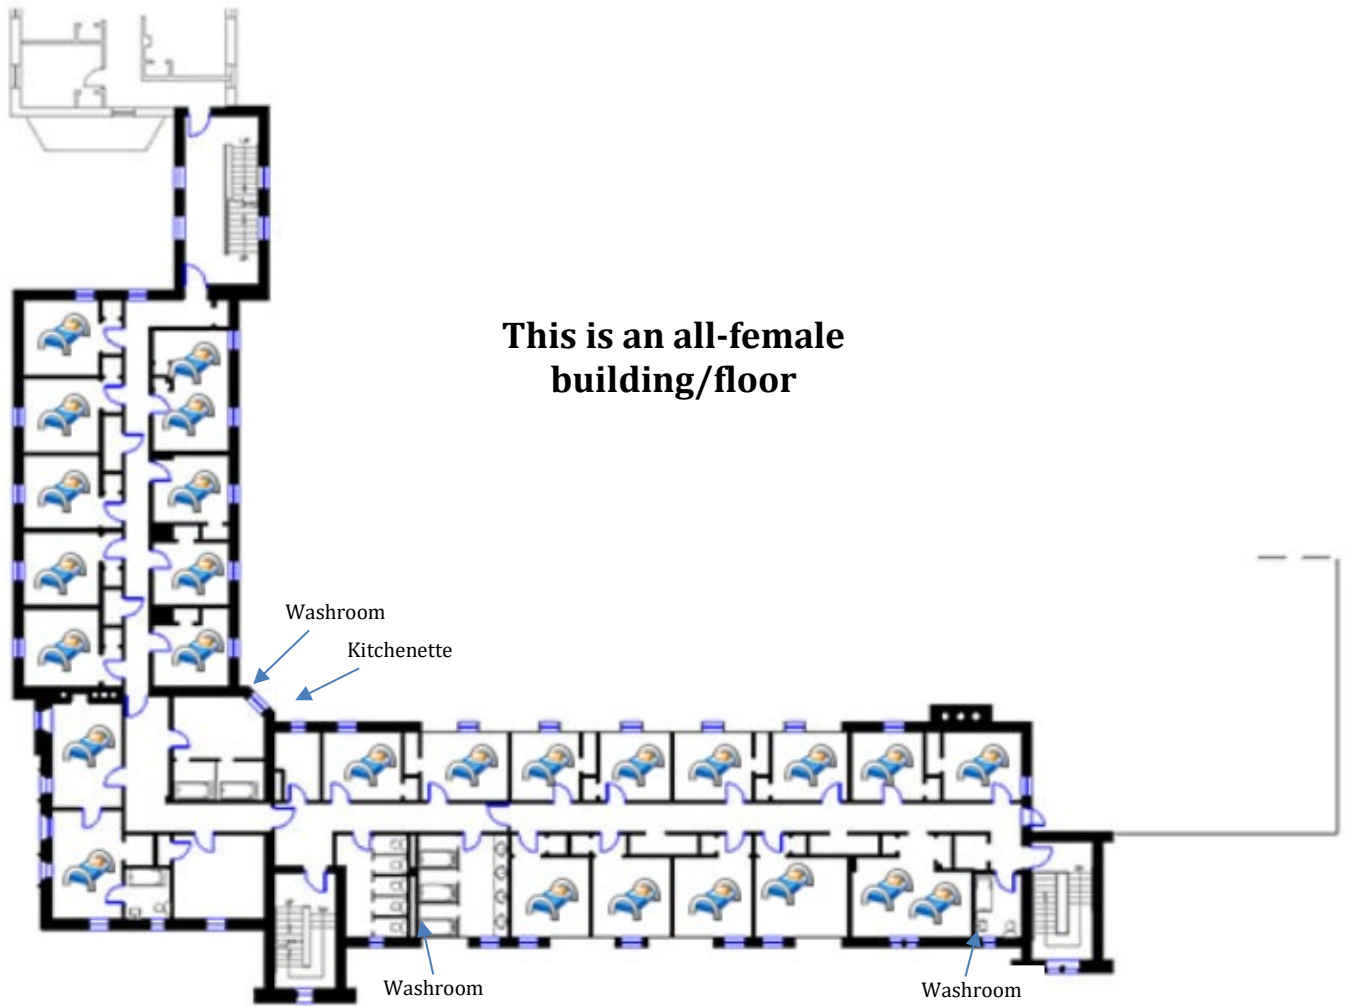 This is an all-female
building/floor
Washroom
Kitchenette
Washroom
Washroom